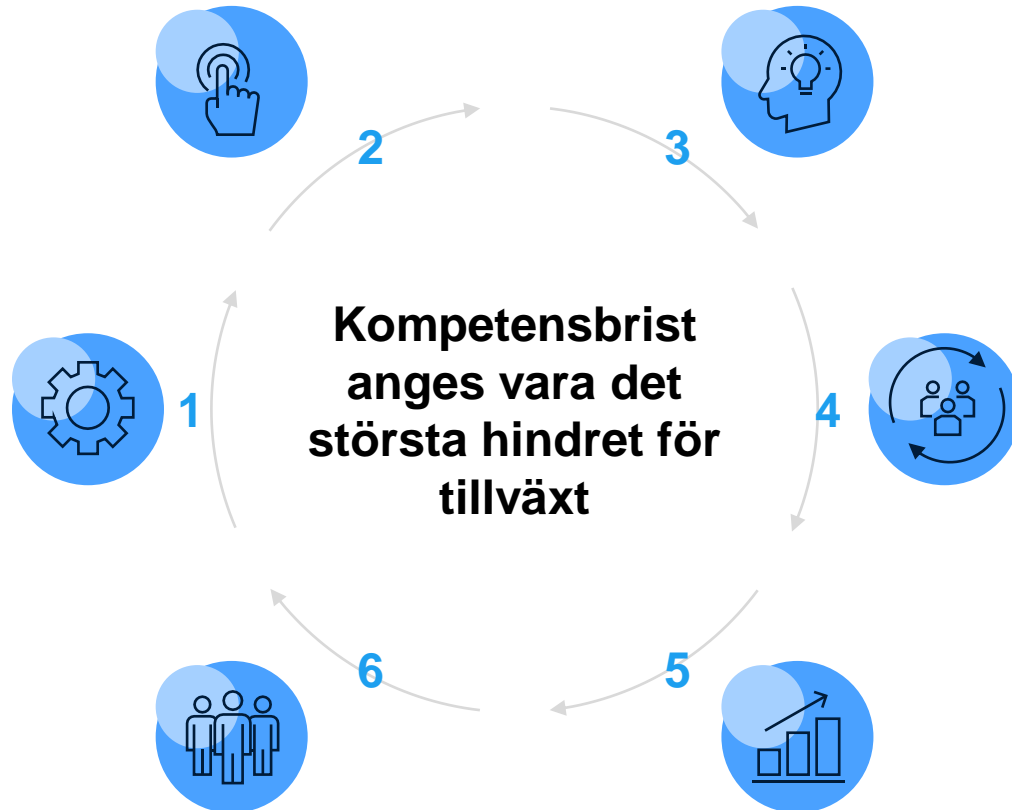 2
3
Kompetensbrist
anges vara det
största hindret för
tillväxt
1
4
6
5